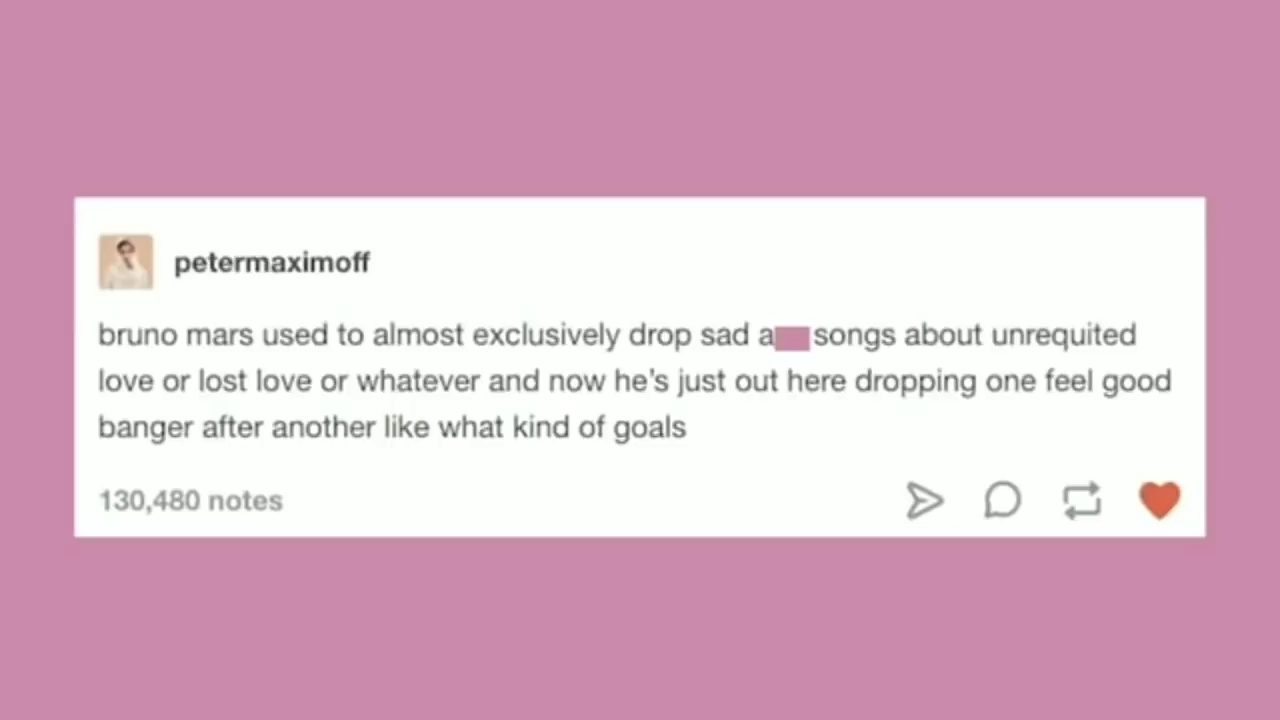 petermaximoff
bruno mars used to almost exclusively drop sad a songs about unrequited
love or lost love or whatever and now he's just out here dropping one feel good
banger after another like what kind of goals
130,480 notes